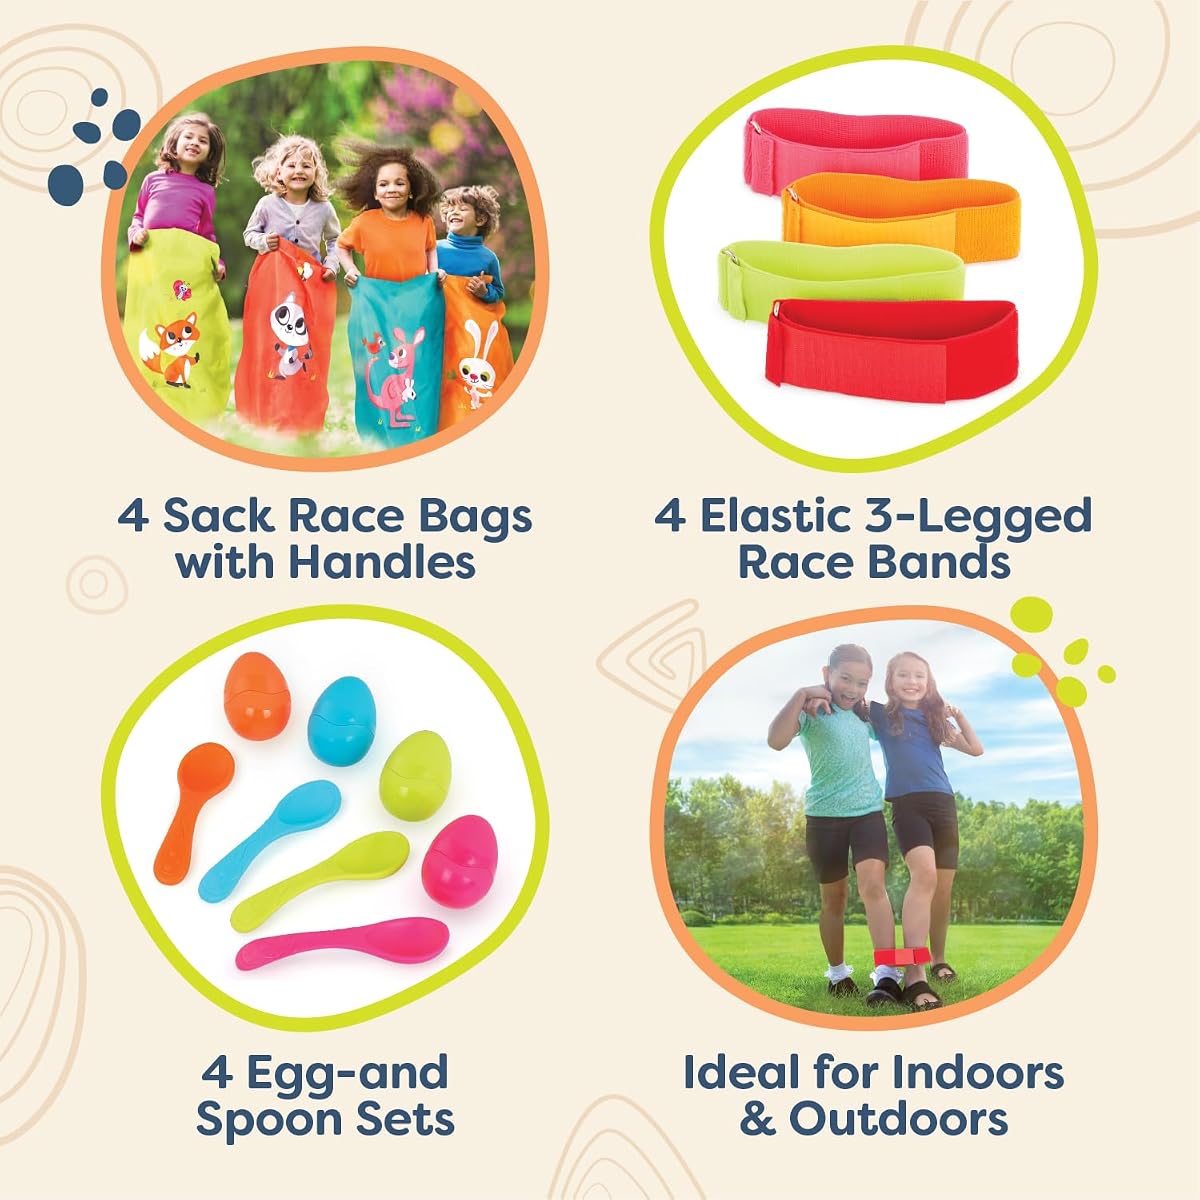 4 Sack Race Bags
with Handles
4 Elastic 3-Legged
Race Bands
4 Egg-and
Spoon Sets
Ideal for Indoors
& Outdoors